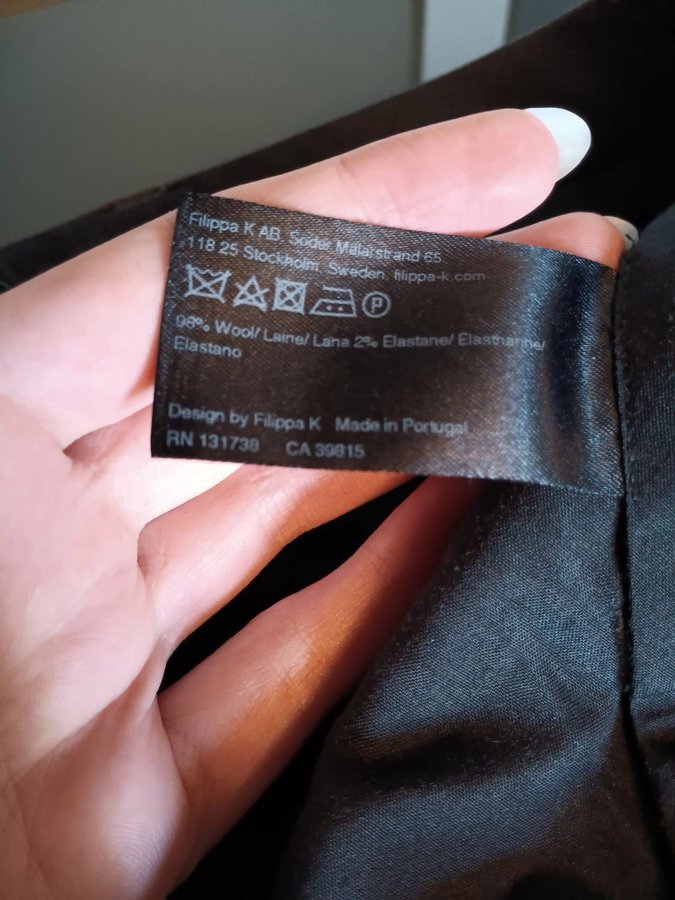 Filippa K AB, Söder Mälarstrand 65
118 25 Stockholm, Sweden, filippa-k.com
P
98% Wool/ Laine/ Lana 2% Elastane/ Elasthanne/
Elastano
Design by Filippa K Made in Portugal
RN 131738 CA 39815